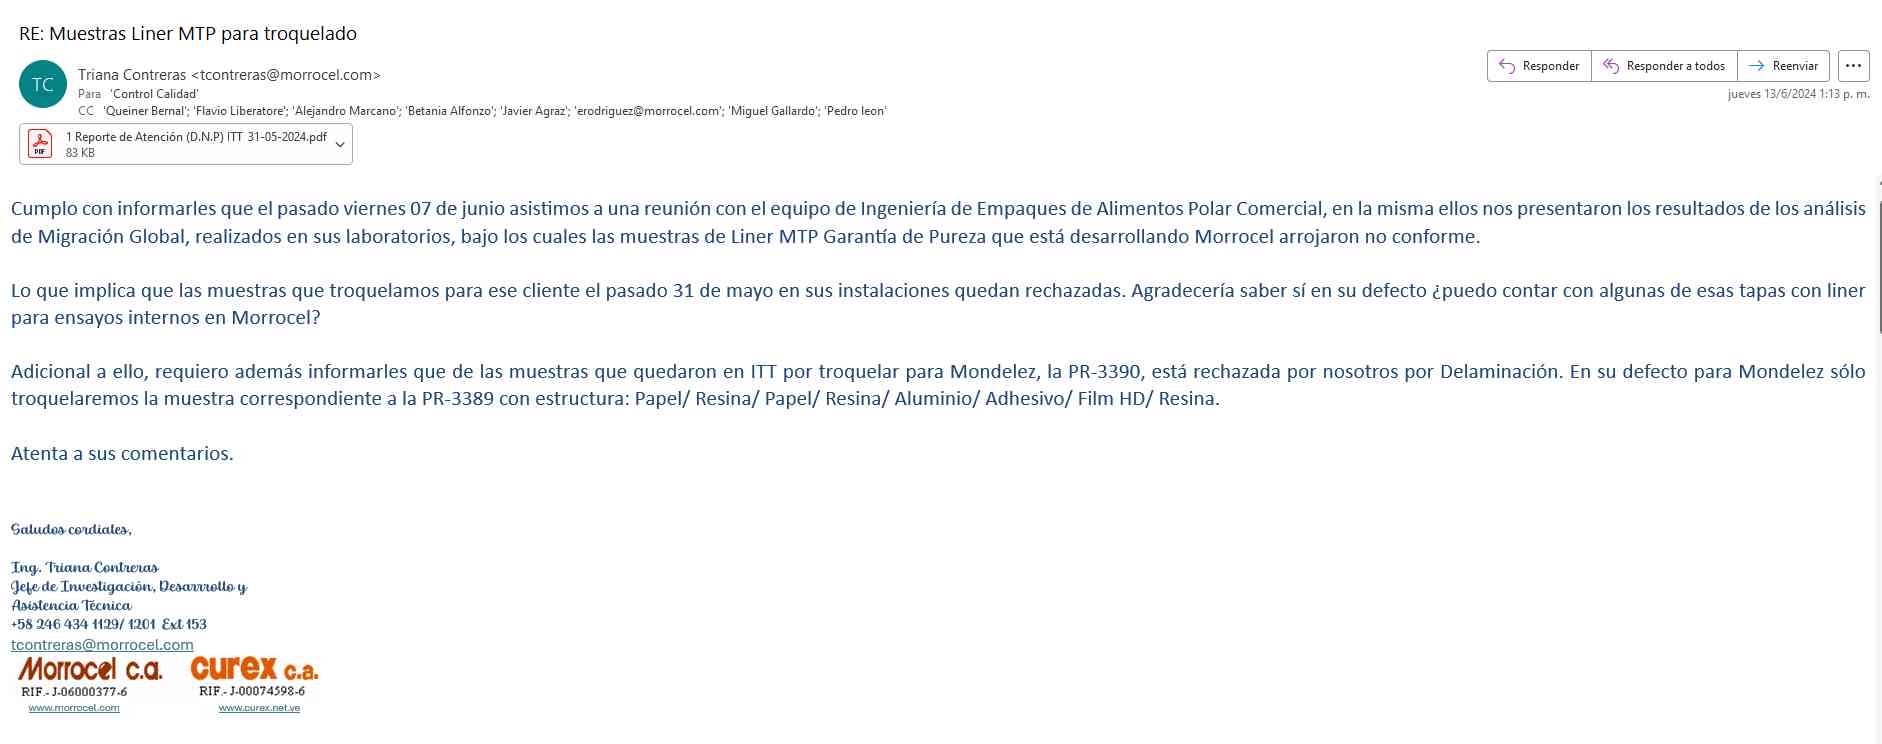 RE: Muestras Liner MTP para troquelado
TC
Triana Contreras <tcontreras@morrocel.com>
Para 'Control Calidad'
CC 'Queiner Bernal'; 'Flavio Liberatore'; 'Alejandro Marcano'; 'Betania Alfonzo'; 'Javier Agraz'; 'erodriguez@morrocel.com'; 'Miguel Gallardo'; 'Pedro leon'
Responder
Responder a todos
Reenviar
jueves 13/6/2024 1:13 p. m.
PDF
1 Reporte de Atención (D.N.P) ITT 31-05-2024.pdf
83 KB
Cumplo con informarles que el pasado viernes 07 de junio asistimos a una reunión con el equipo de Ingeniería de Empaques de Alimentos Polar Comercial, en la misma ellos nos presentaron los resultados de los análisis
de Migración Global, realizados en sus laboratorios, bajo los cuales las muestras de Liner MTP Garantía de Pureza que está desarrollando Morrocel arrojaron no conforme.
Lo que implica que las muestras que troquelamos para ese cliente el pasado 31 de mayo en sus instalaciones quedan rechazadas. Agradecería saber sí en su defecto ¿puedo contar con algunas de esas tapas con liner
para ensayos internos en Morrocel?
Adicional a ello, requiero además informarles que de las muestras que quedaron en ITT por troquelar para Mondelez, la PR-3390, está rechazada por nosotros por Delaminación. En su defecto para Mondelez sólo
troquelaremos la muestra correspondiente a la PR-3389 con estructura: Papel/ Resina/ Papel/ Resina/ Aluminio/ Adhesivo/ Film HD/ Resina.
Atenta a sus comentarios.
Saludos cordiales,
Ing. Triana Contreras
Jefe de Investigación, Desarrrollo y
Asistencia Técnica
+58 246 434 1129/ 1201 Ext 153
tcontreras@morrocel.com
Morrocel c.a.
RIF.- J-06000377-6
www.morrocel.com
curex c.a.
RIF.- J-00074598-6
www.curex.net.ve